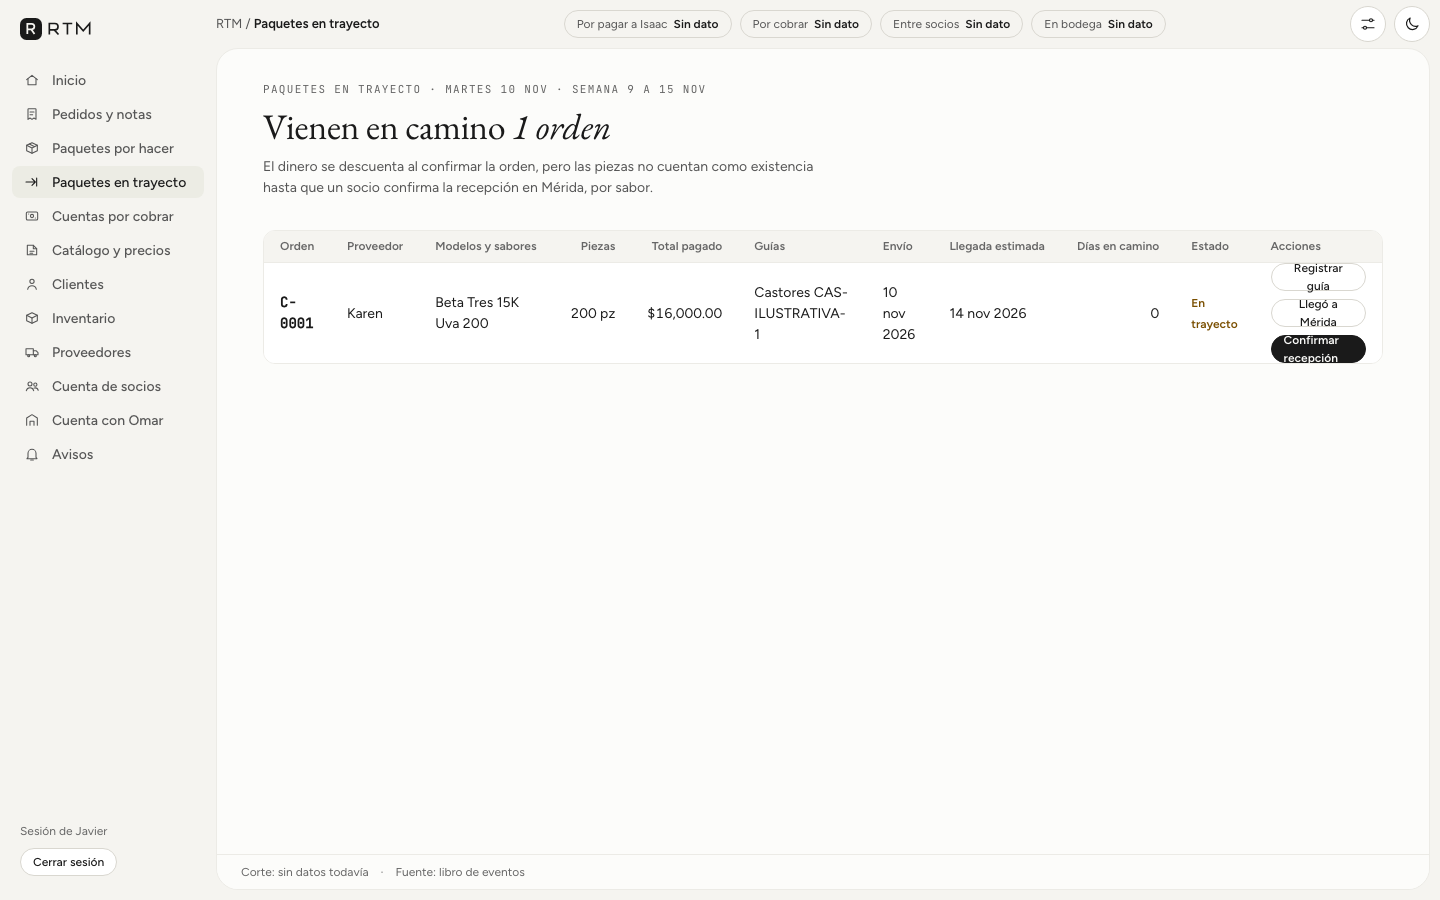 R RTM
Inicio
Pedidos y notas
Paquetes por hacer
Paquetes en trayecto
Cuentas por cobrar
Catálogo y precios
Clientes
Inventario
Proveedores
Cuenta de socios
Cuenta con Omar
Avisos
Sesión de Javier
Cerrar sesión
RTM / Paquetes en trayecto
Por pagar a Isaac Sin dato
Por cobrar Sin dato
Entre socios Sin dato
En bodega Sin dato
PAQUETES EN TRAYECTO · MARTES 10 NOV · SEMANA 9 A 15 NOV
Vienen en camino 1 orden
El dinero se descuenta al confirmar la orden, pero las piezas no cuentan como existencia
hasta que un socio confirma la recepción en Mérida, por sabor.
Orden Proveedor Modelos y sabores Piezas Total pagado Guías Envío Llegada estimada Días en camino Estado Acciones
C-
0001
Karen
Beta Tres 15K
Uva 200
200 pz
$16,000.00
Castores CAS-
ILUSTRATIVA-
1
10
nov
2026
14 nov 2026
0
En
trayecto
Registrar
guía
Llegó a
Mérida
Confirmar
recepción
Corte: sin datos todavía · Fuente: libro de eventos